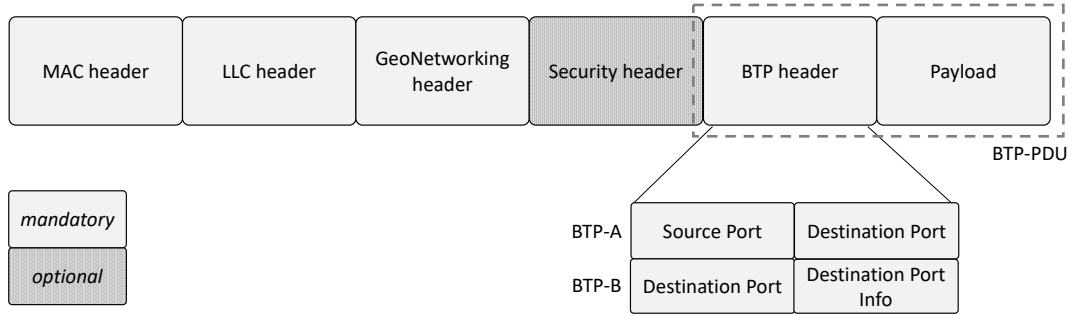 MAC header
LLC header
GeoNetworking
header
Security header
BTP header
Payload
BTP-PDU
mandatory
optional
BTP-A
Source Port
Destination Port
BTP-B
Destination Port
Destination Port
Info